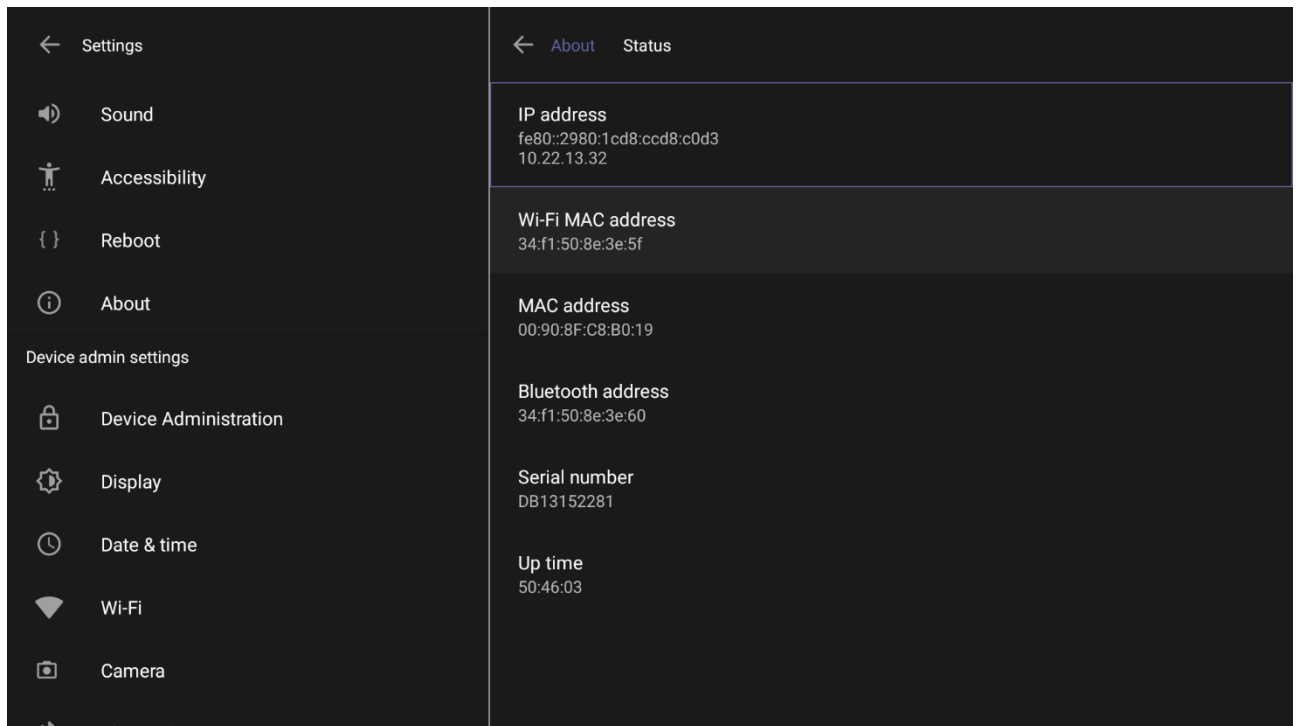 Settings
Sound
Accessibility
{ } Reboot
About
Device admin settings
Device Administration
Display
Date & time
Wi-Fi
Camera
About Status
IP address
fe80::2980:1cd8:ccd8:c0d3
10.22.13.32
Wi-Fi MAC address
34:f1:50:8e:3e:5f
MAC address
00:90:8F:C8:B0:19
Bluetooth address
34:f1:50:8e:3e:60
Serial number
DB13152281
Up time
50:46:03